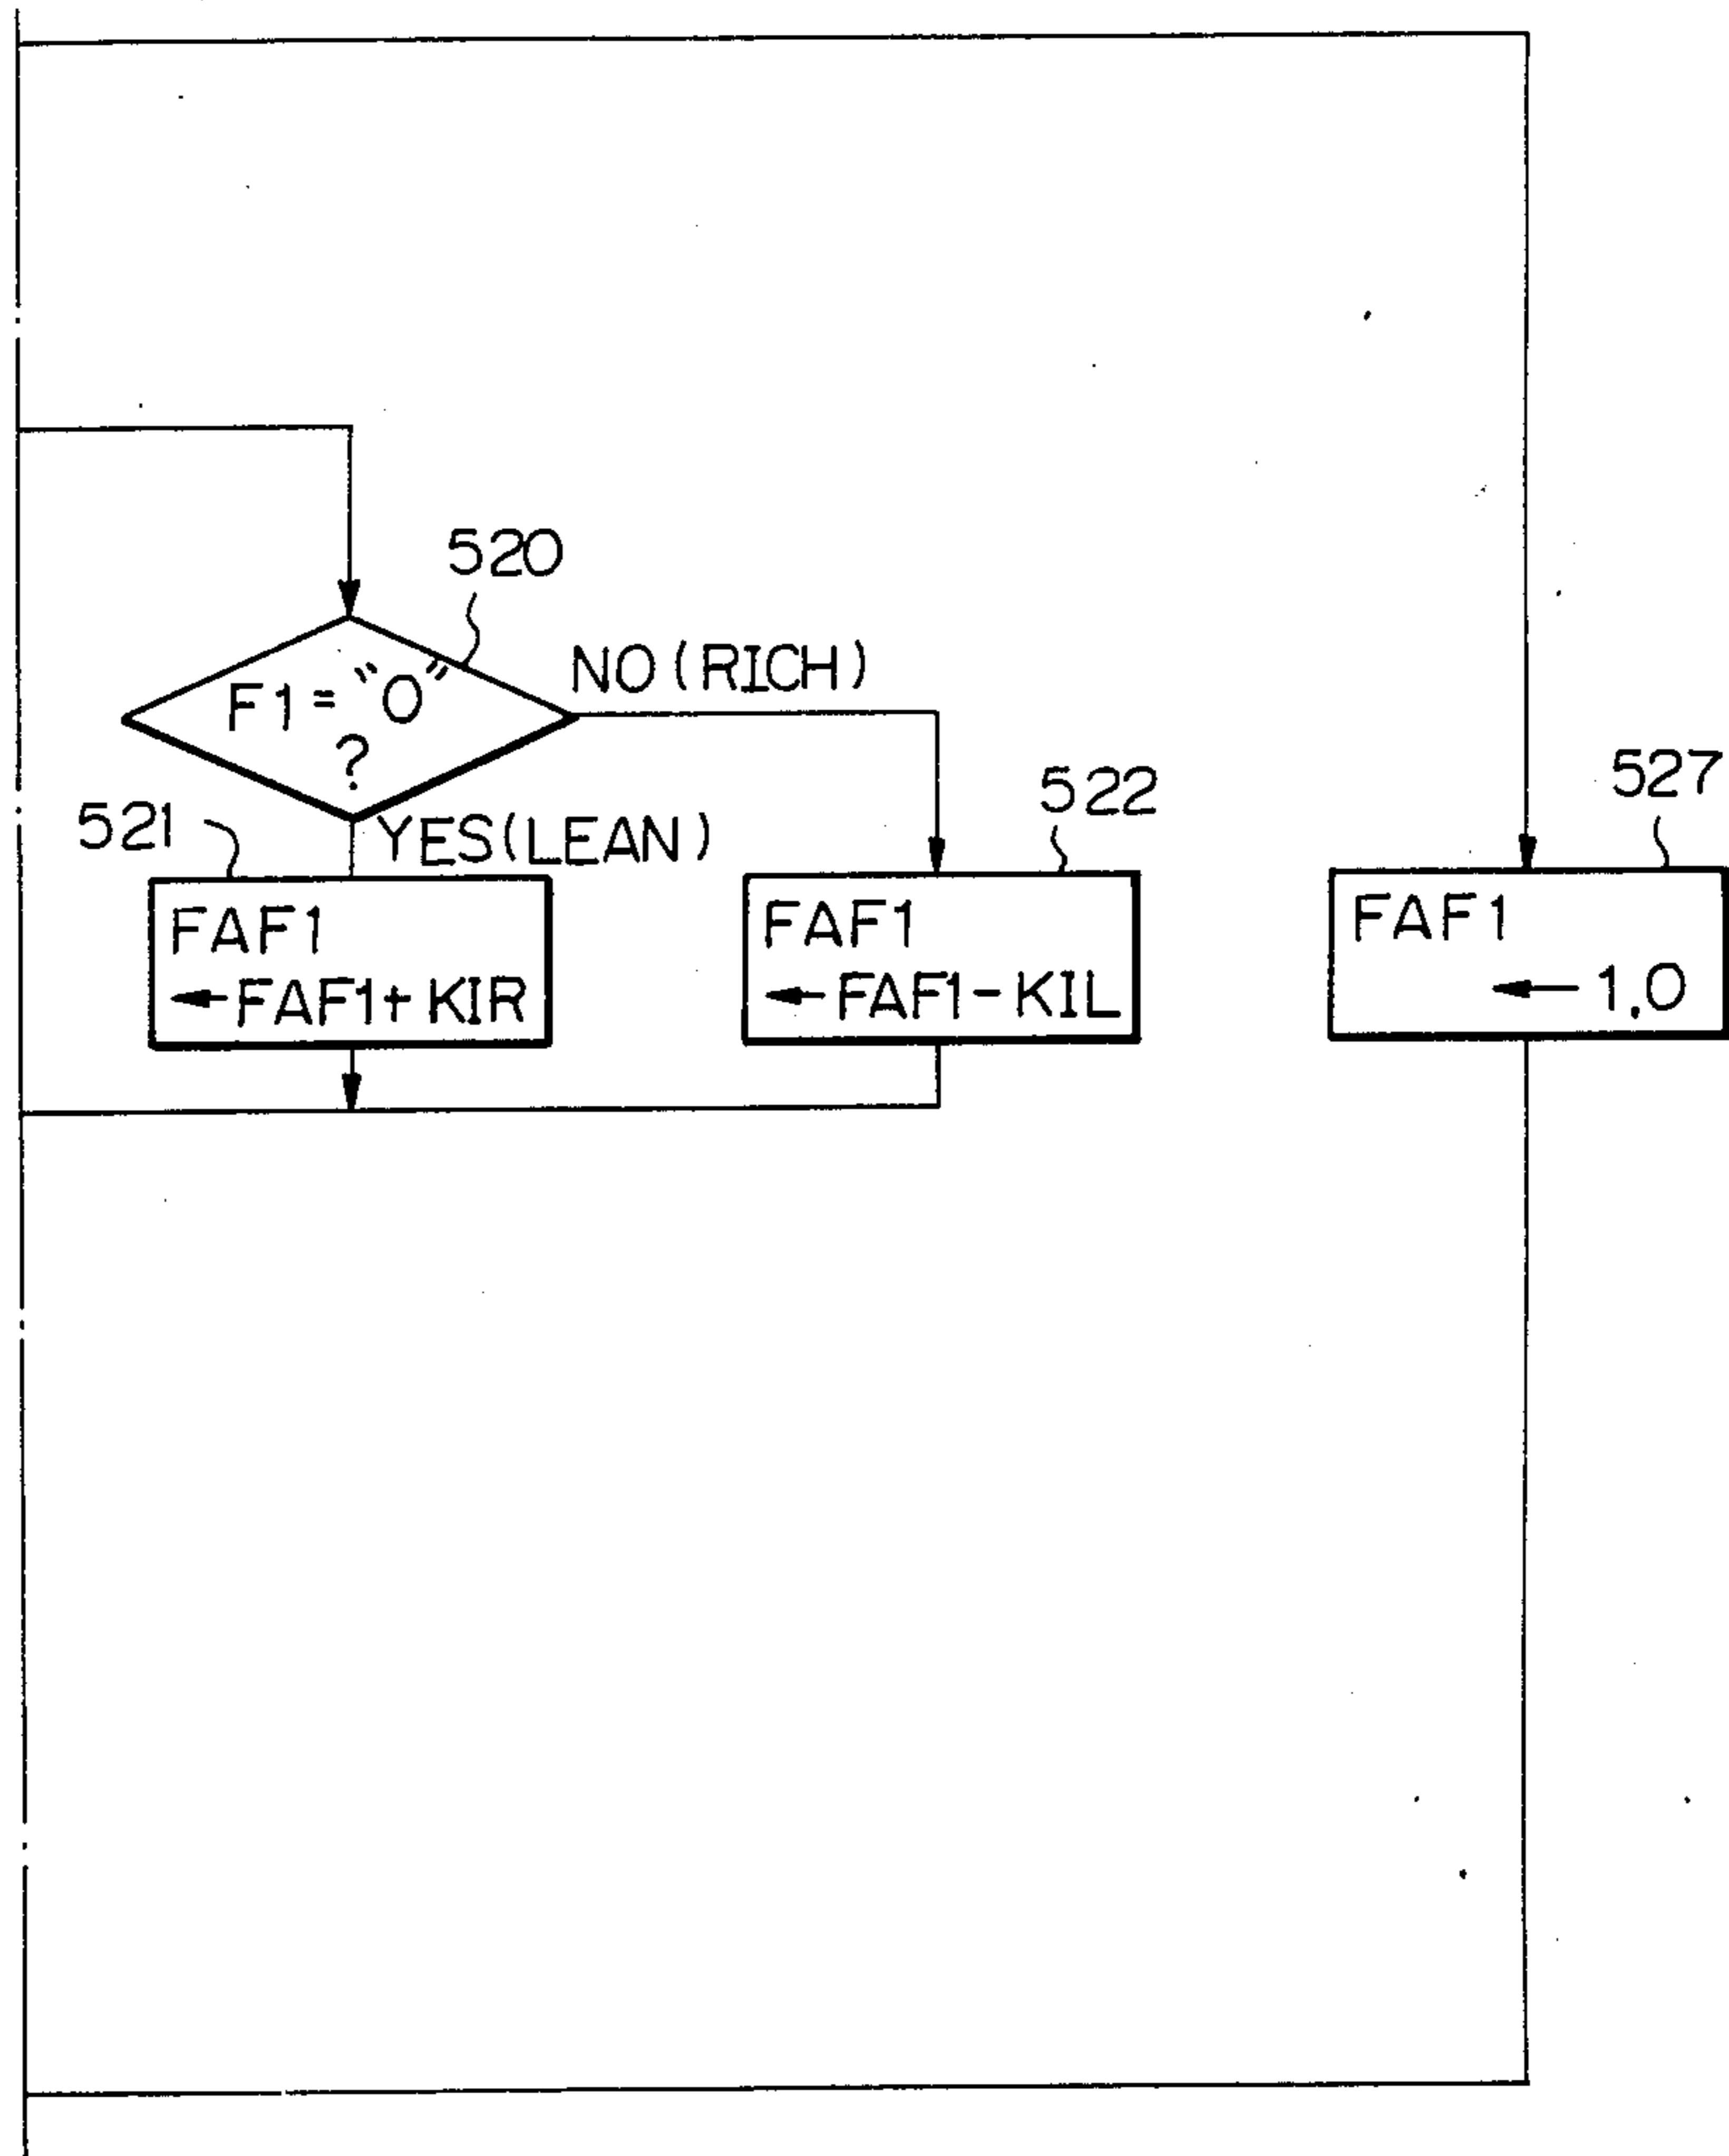 520
F1= "0"
?
NO(RICH)
YES(LEAN)
521
FAF1
←FAF1+KIR
522
FAF1
←FAF1-KIL
527
FAF1
←1,0